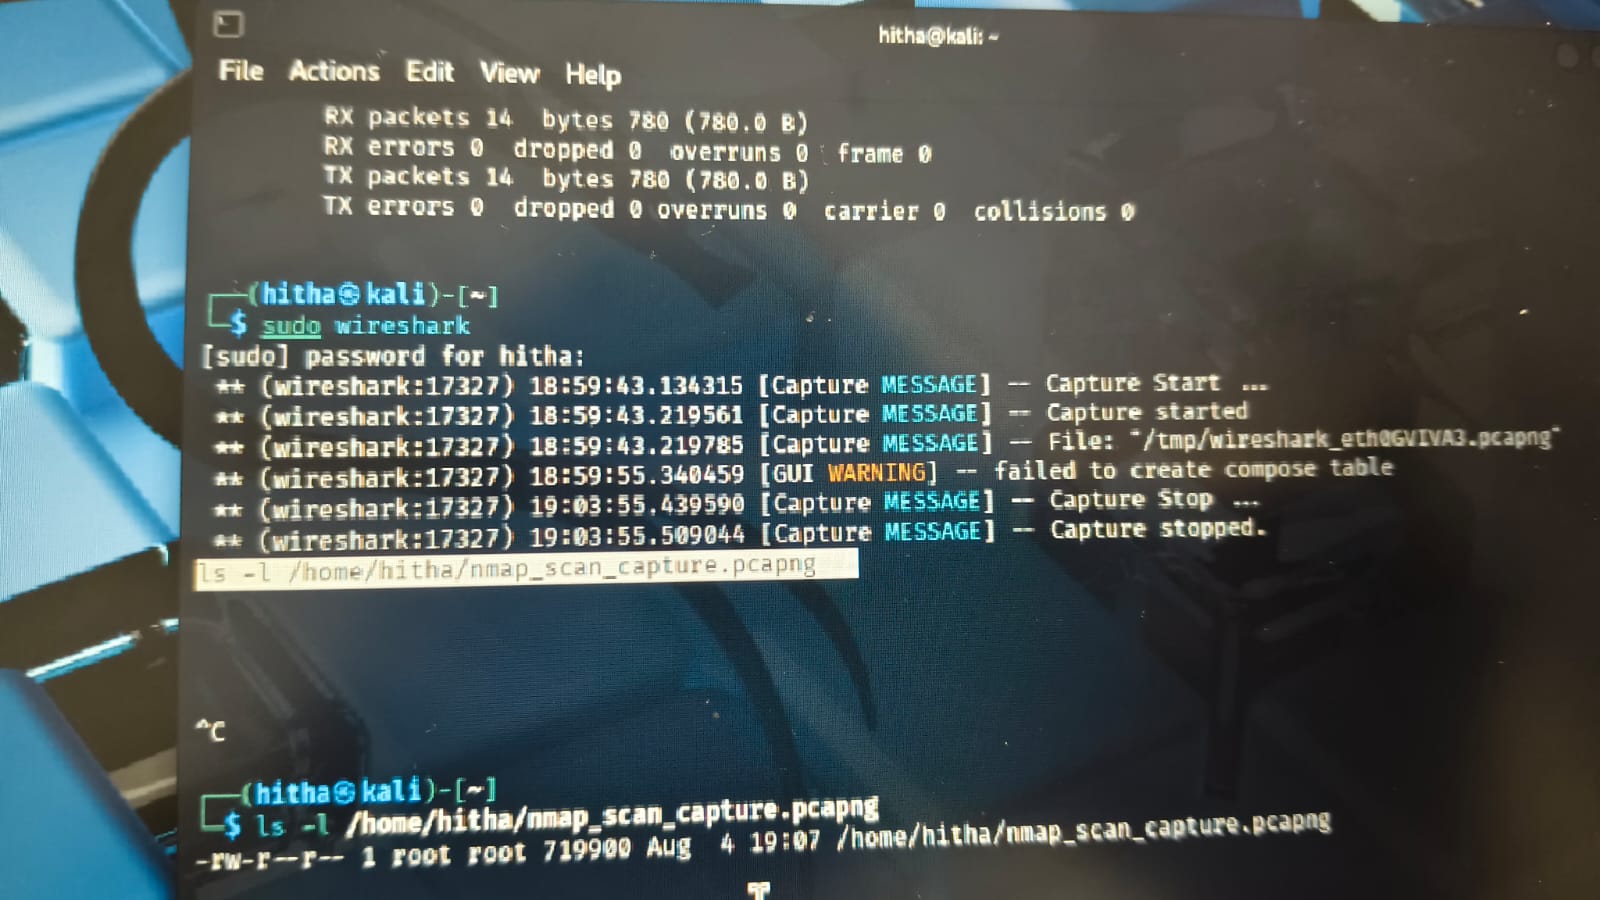 hitha@kali: ~
File Actions Edit View Help
RX packets 14 bytes 780 (780.0 B)
RX errors 0 dropped 0 overruns 0 frame 0
TX packets 14 bytes 780 (780.0 B)
TX errors 0 dropped 0 overruns 0 carrier 0 collisions 0
┌──(hitha㉿kali)-[~]
└─$ sudo wireshark
[sudo] password for hitha:
** (wireshark:17327) 18:59:43.134315 [Capture MESSAGE] -- Capture Start ...
** (wireshark:17327) 18:59:43.219561 [Capture MESSAGE] -- Capture started
** (wireshark:17327) 18:59:43.219785 [Capture MESSAGE] -- File: "/tmp/wireshark_eth0GVIVA3.pcapng"
** (wireshark:17327) 18:59:55.340459 [GUI WARNING] -- failed to create compose table
** (wireshark:17327) 19:03:55.439590 [Capture MESSAGE] -- Capture Stop ...
** (wireshark:17327) 19:03:55.509044 [Capture MESSAGE] -- Capture stopped.
ls -l /home/hitha/nmap_scan_capture.pcapng
^C
┌──(hitha㉿kali)-[~]
└─$ ls -l /home/hitha/nmap_scan_capture.pcapng
-rw-r--r-- 1 root root 719900 Aug 4 19:07 /home/hitha/nmap_scan_capture.pcapng